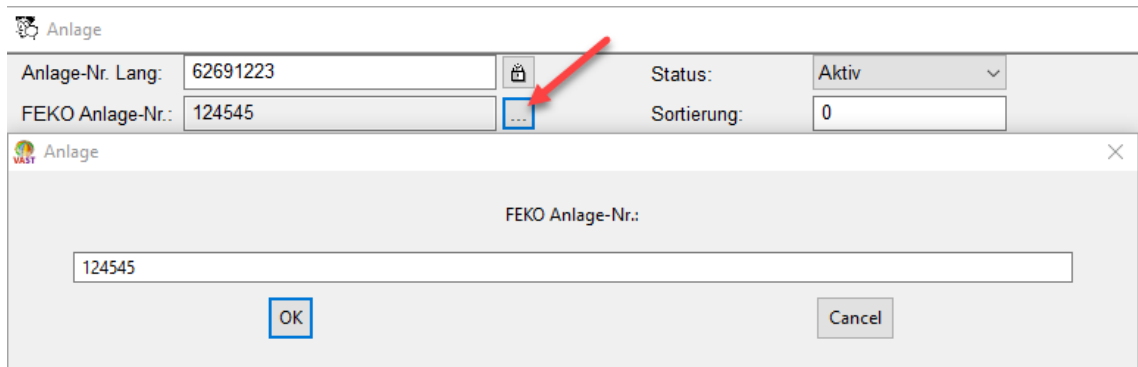 Anlage
Anlage-Nr. Lang: 62691223 Status: Aktiv
FEKO Anlage-Nr.: 124545 ... Sortierung: 0
VAST Anlage
FEKO Anlage-Nr.:
124545
OK Cancel